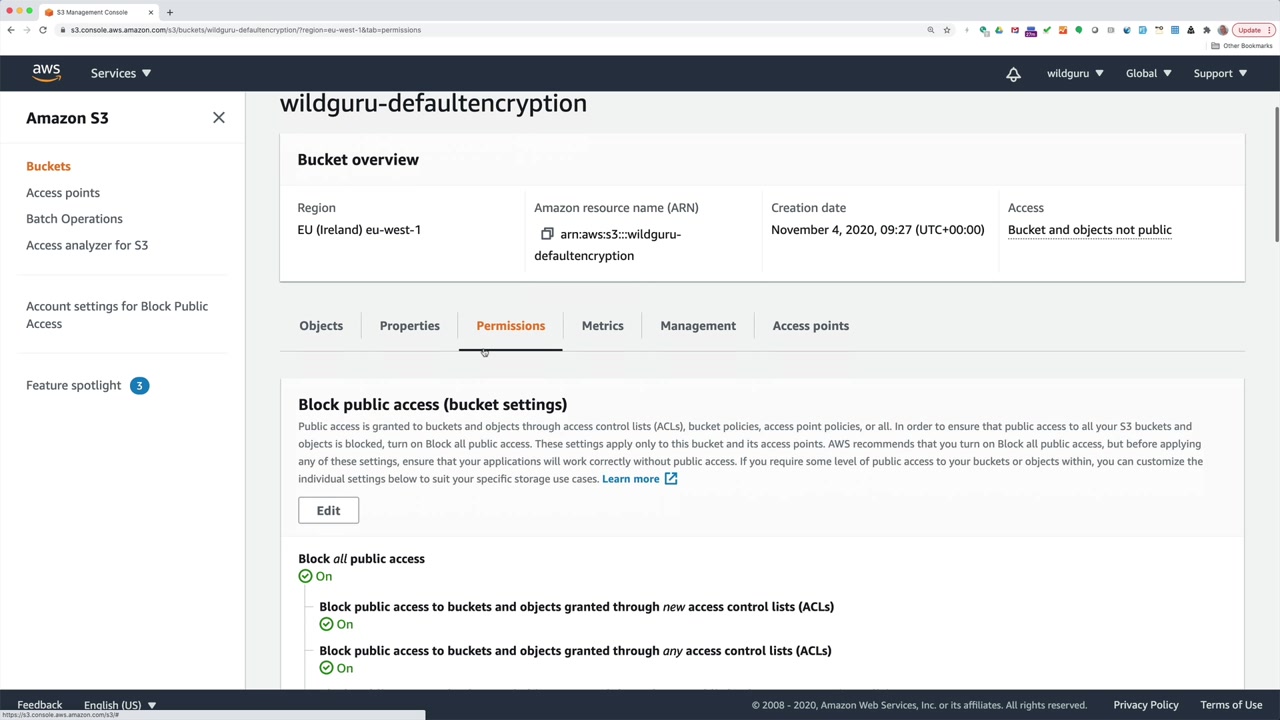 S3 Management Console
s3.console.aws.amazon.com/s3/buckets/wildguru-defaultencryption/?region=eu-west-1&tab=permissions
Update
Other Bookmarks
aws
Services
wildguru
Global
Support
Amazon S3
Buckets
Access points
Batch Operations
Access analyzer for S3
Account settings for Block Public
Access
Feature spotlight 3
wildguru-defaultencryption
Bucket overview
Region
EU (Ireland) eu-west-1
Amazon resource name (ARN)
arn:aws:s3:::wildguru-
defaultencryption
Creation date
November 4, 2020, 09:27 (UTC+00:00)
Access
Bucket and objects not public
Objects
Properties
Permissions
Metrics
Management
Access points
Block public access (bucket settings)
Public access is granted to buckets and objects through access control lists (ACLs), bucket policies, access point policies, or all. In order to ensure that public access to all your S3 buckets and
objects is blocked, turn on Block all public access. These settings apply only to this bucket and its access points. AWS recommends that you turn on Block all public access, but before applying
any of these settings, ensure that your applications will work correctly without public access. If you require some level of public access to your buckets or objects within, you can customize the
individual settings below to suit your specific storage use cases. Learn more
Edit
Block all public access
On
Block public access to buckets and objects granted through new access control lists (ACLs)
On
Block public access to buckets and objects granted through any access control lists (ACLs)
On
Feedback
English (US)
© 2008 - 2020, Amazon Web Services, Inc. or its affiliates. All rights reserved.
Privacy Policy
Terms of Use
https://s3.console.aws.amazon.com/s3/#